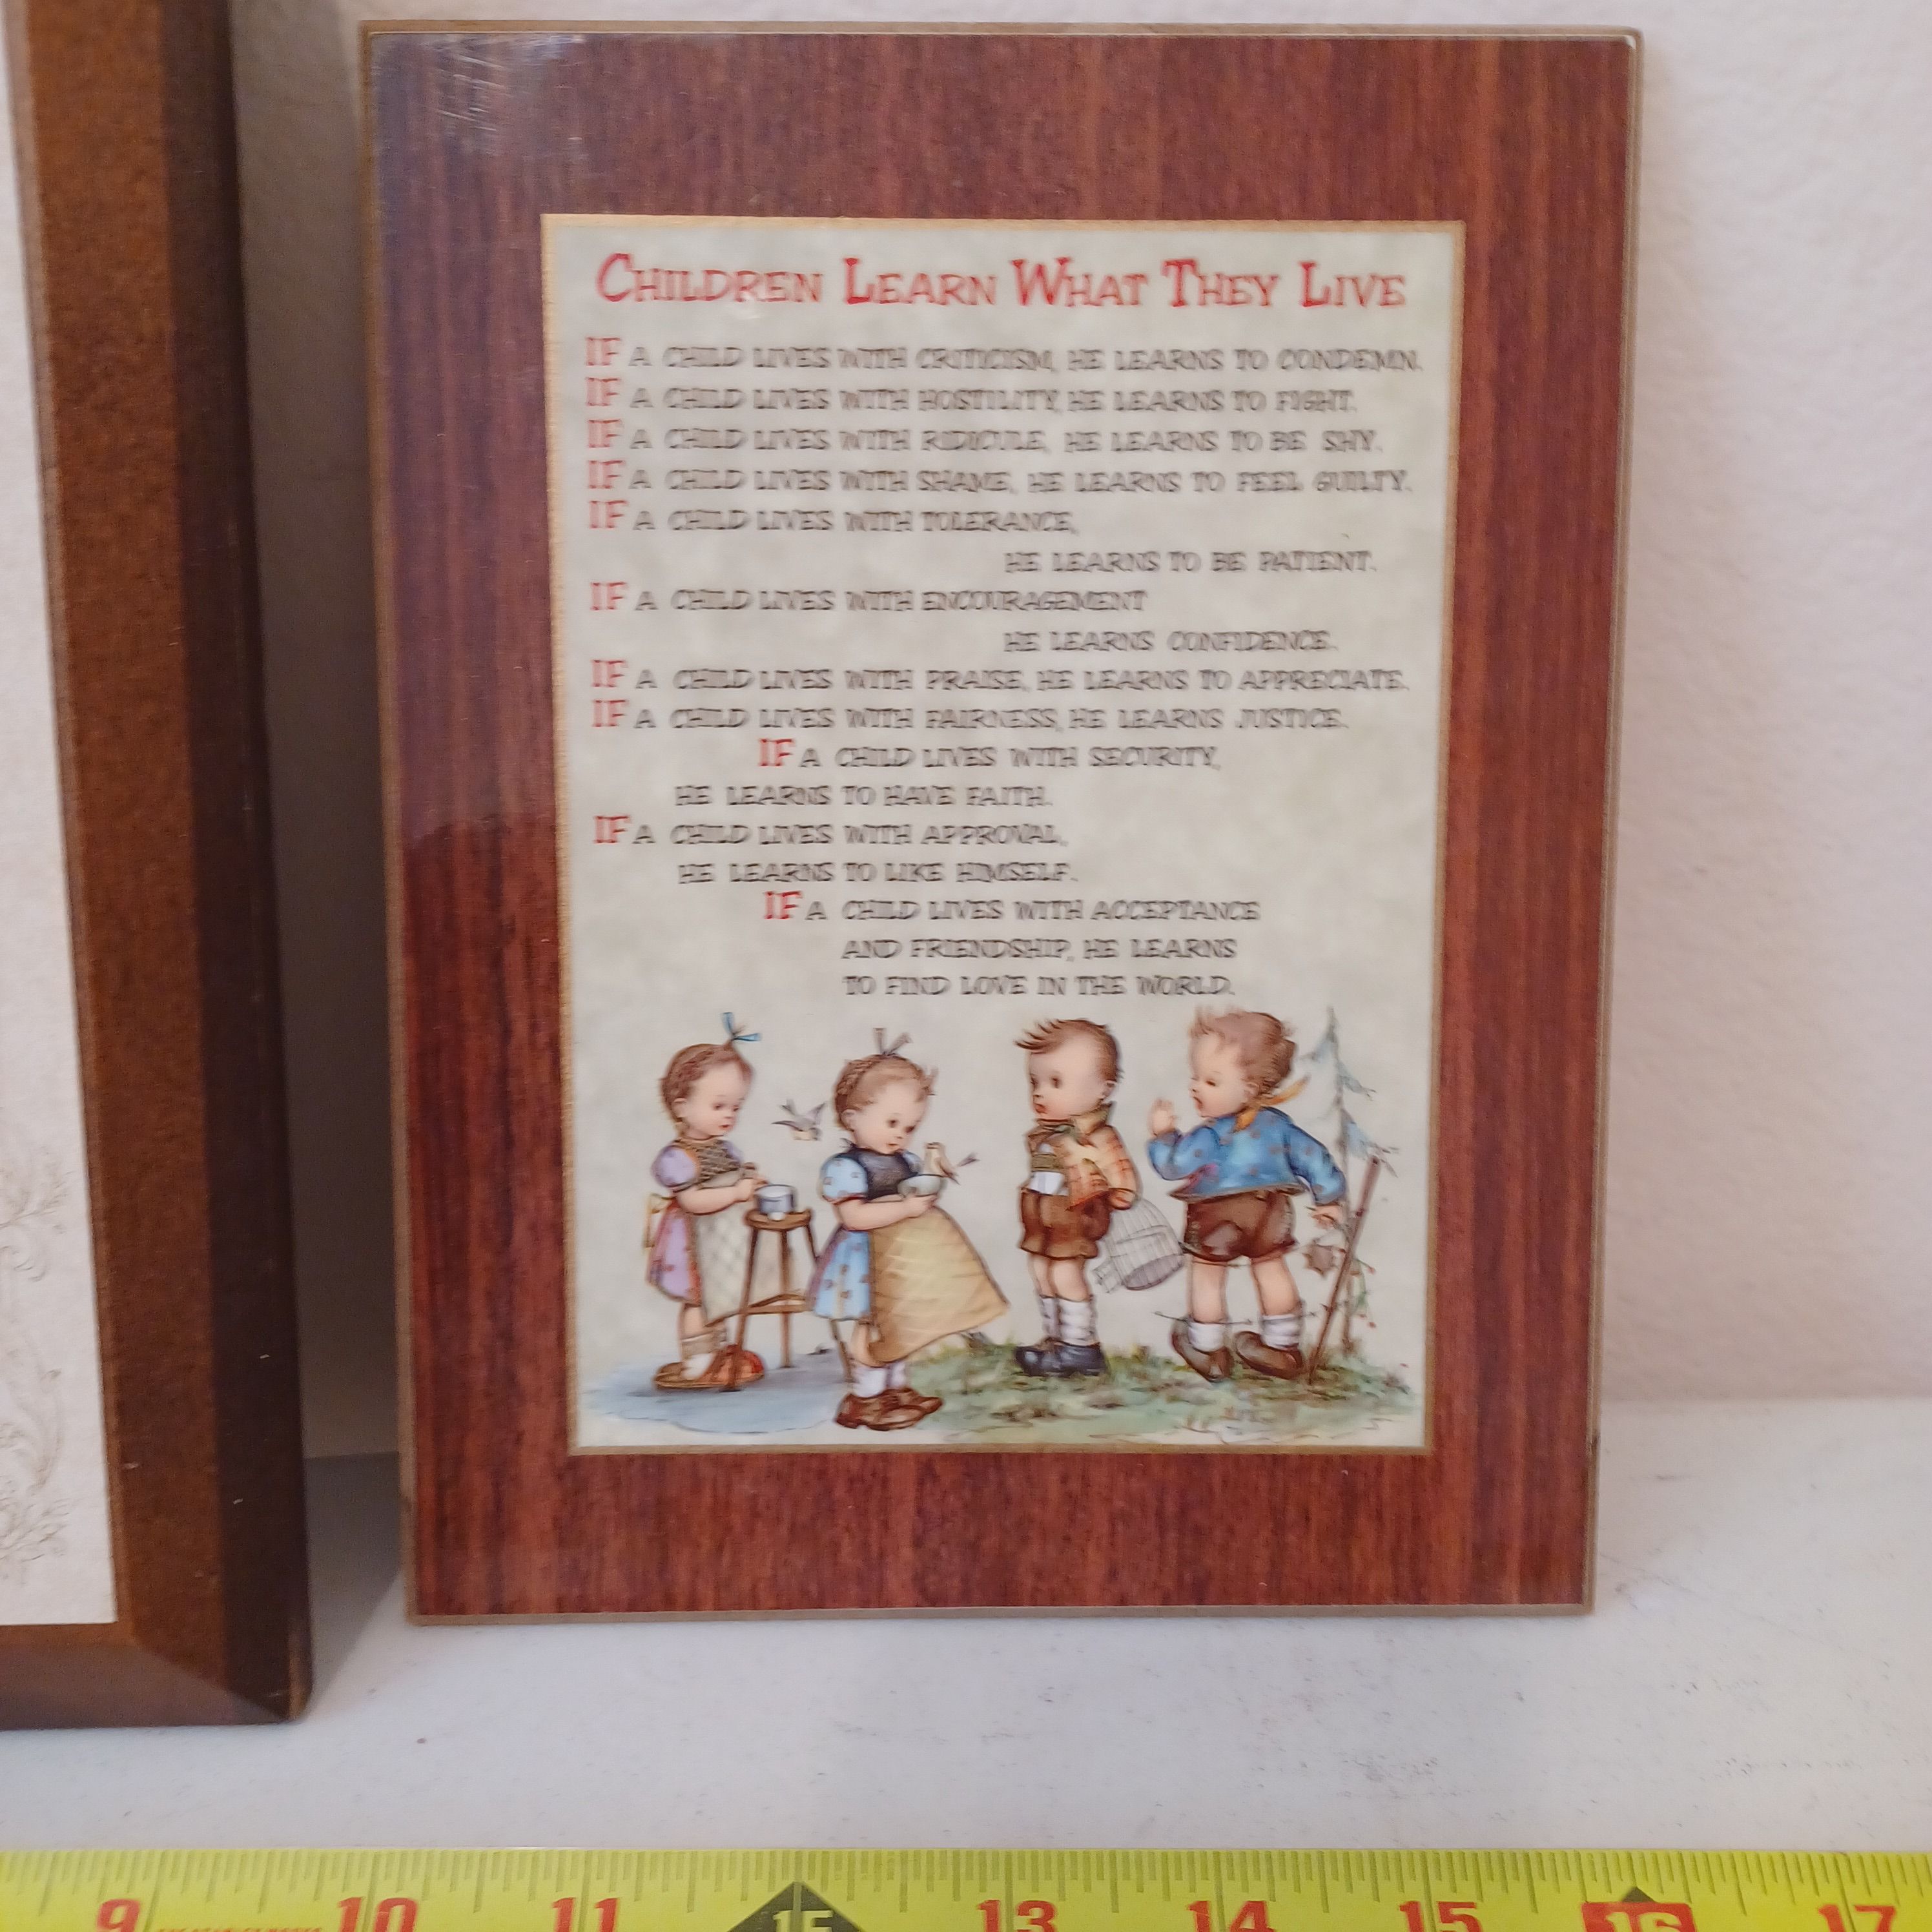 CHILDREN LEARN WHAT THEY LIVE
IF A CHILD LIVES WITH CRITICISM, HE LEARNS TO CONDEMN.
IF A CHILD LIVES WITH HOSTILITY, HE LEARNS TO FIGHT.
IF A CHILD LIVES WITH RIDICULE, HE LEARNS TO BE SHY.
IF A CHILD LIVES WITH SHAME, HE LEARNS TO FEEL GUILTY.
IF A CHILD LIVES WITH TOLERANCE,
HE LEARNS TO BE PATIENT.
IF A CHILD LIVES WITH ENCOURAGEMENT
HE LEARNS CONFIDENCE.
IF A CHILD LIVES WITH PRAISE, HE LEARNS TO APPRECIATE.
IF A CHILD LIVES WITH FAIRNESS, HE LEARNS JUSTICE.
IF A CHILD LIVES WITH SECURITY,
HE LEARNS TO HAVE FAITH.
IF A CHILD LIVES WITH APPROVAL,
HE LEARNS TO LIKE HIMSELF.
IF A CHILD LIVES WITH ACCEPTANCE
AND FRIENDSHIP, HE LEARNS
TO FIND LOVE IN THE WORLD.
9 10 11 1F 13 14 15 16 17